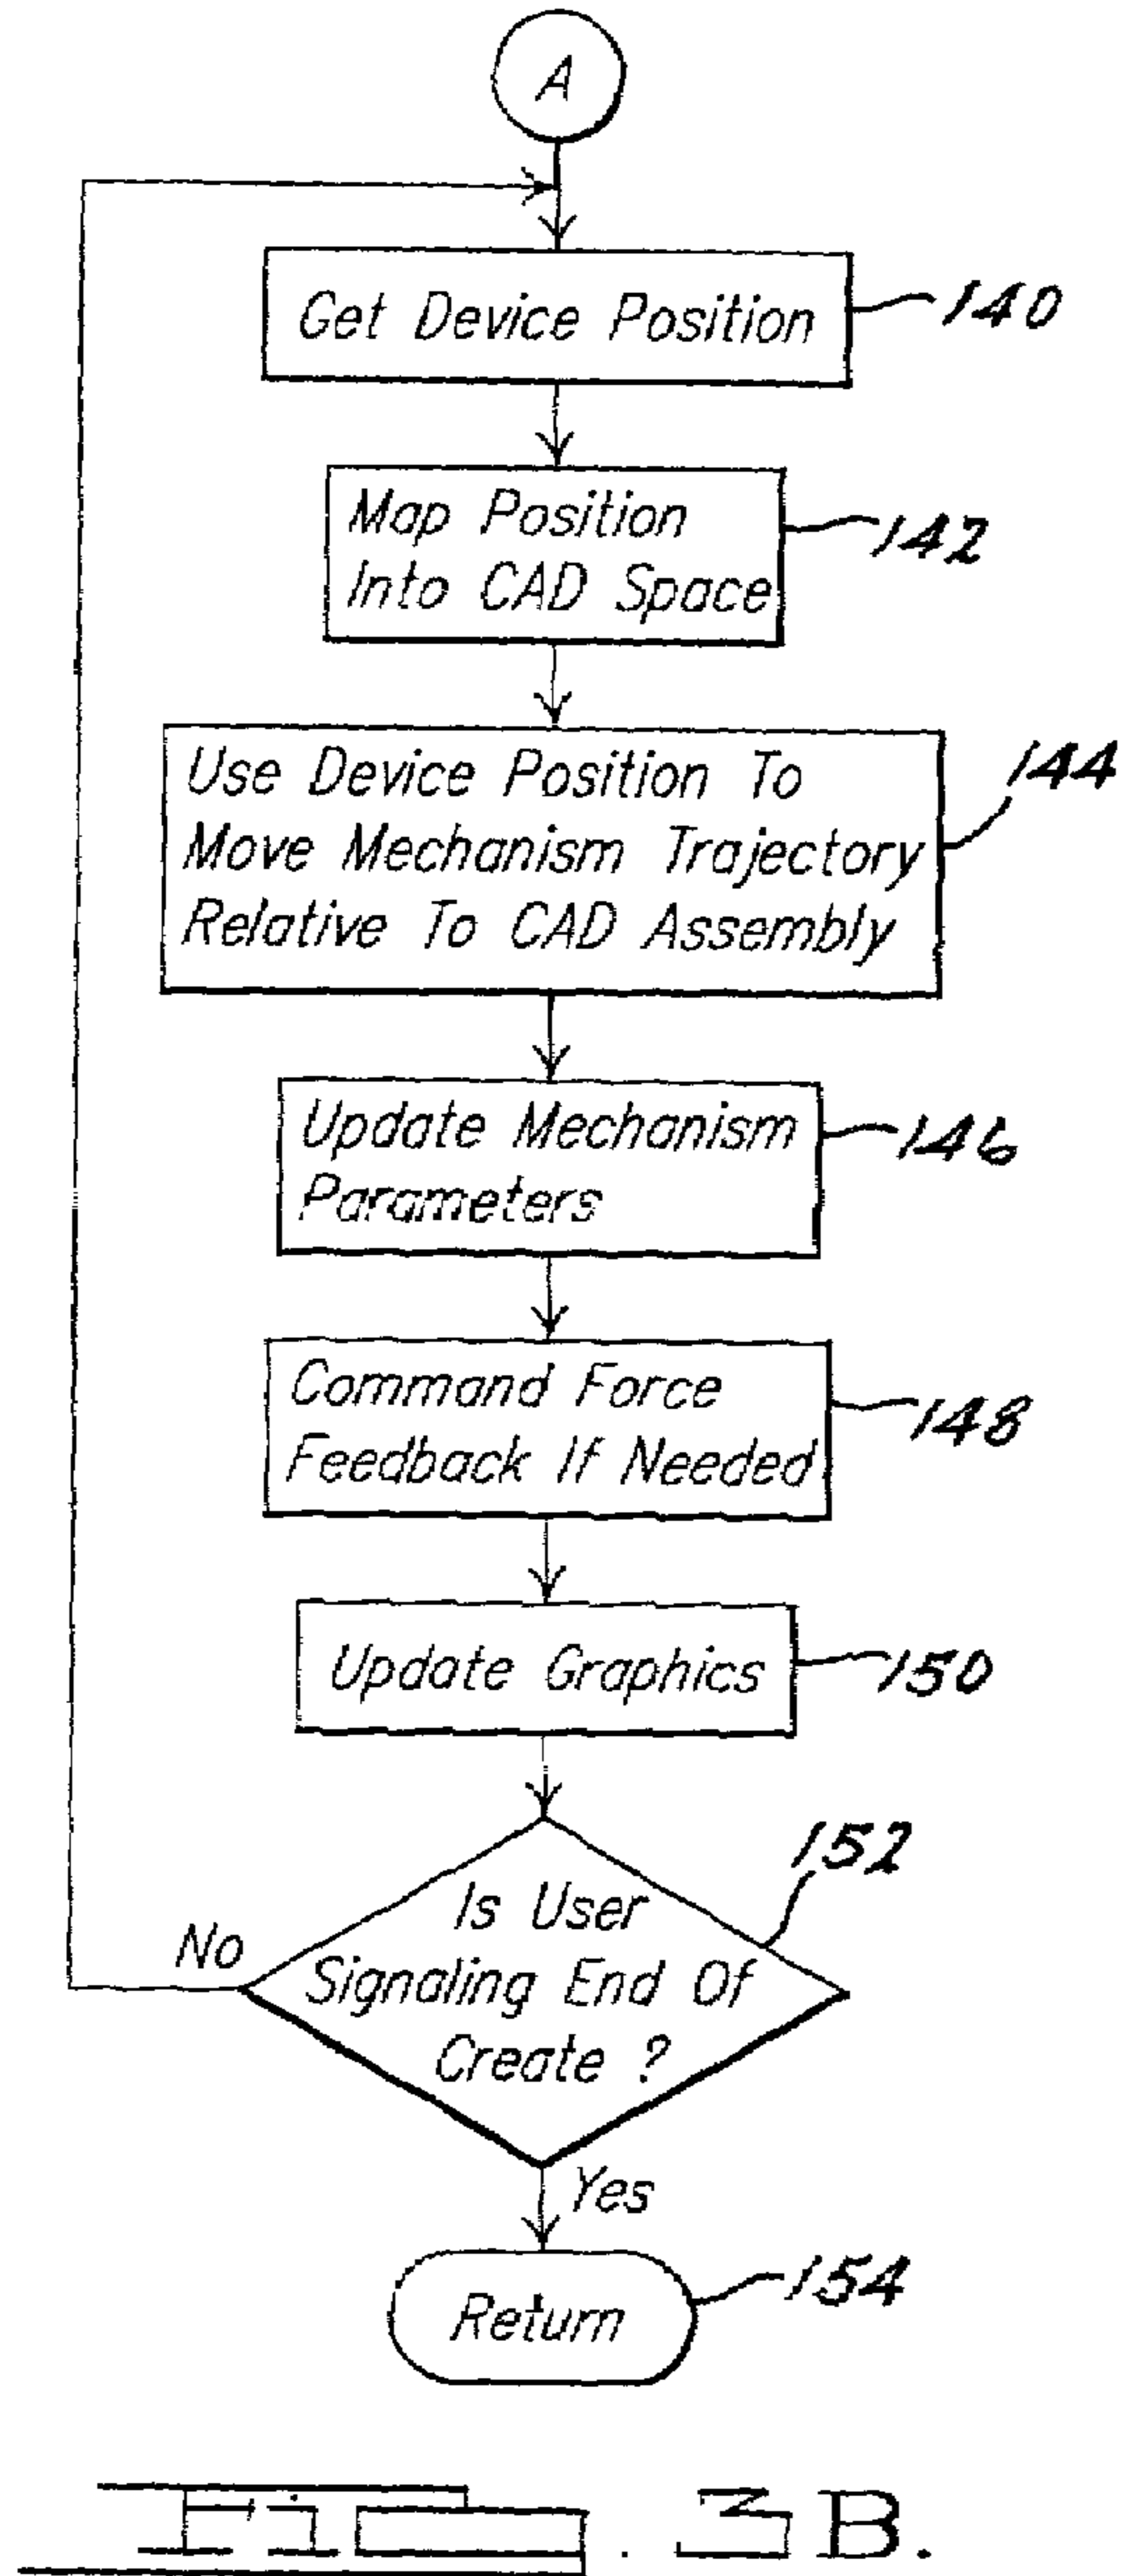 A
Get Device Position
140
Map Position
Into CAD Space
142
Use Device Position To
Move Mechanism Trajectory
Relative To CAD Assembly
144
Update Mechanism
Parameters
146
Command Force
Feedback If Needed
148
Update Graphics
150
152
Is User
Signaling End Of
Create ?
No
Yes
Return
154
Fig. 3B.